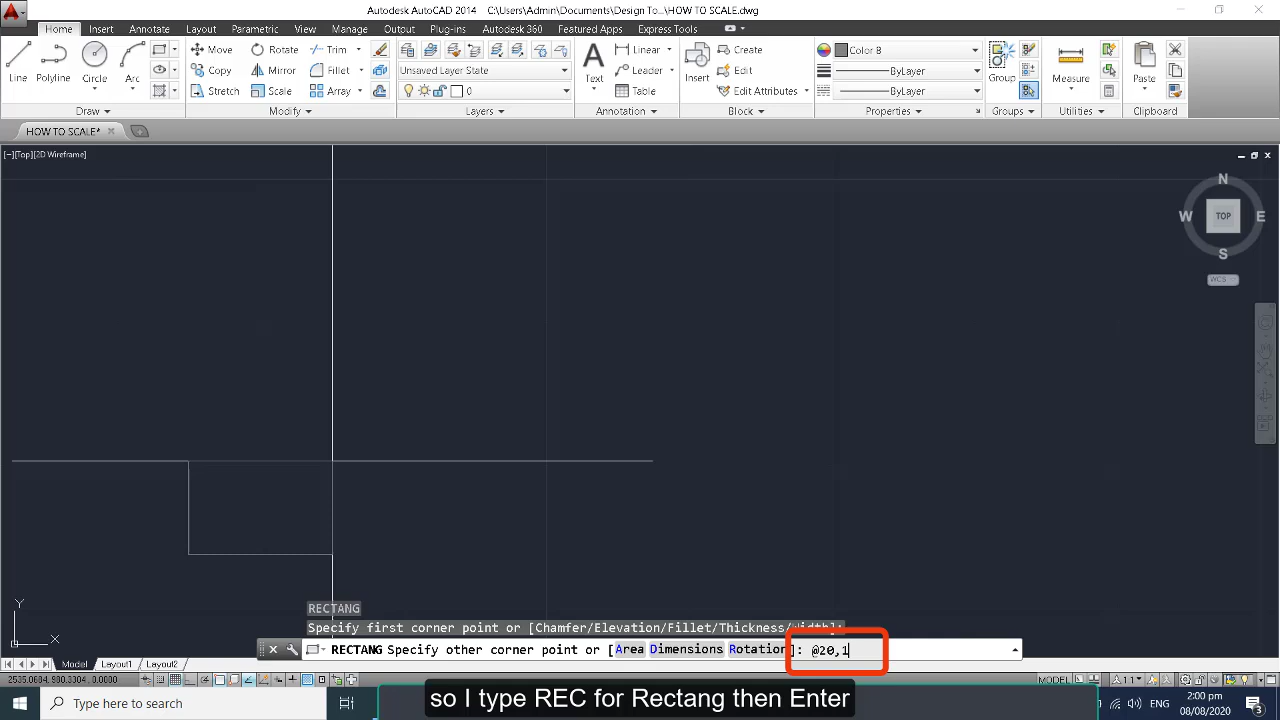 Autodesk AutoCAD 2014 C:\Users\Admin\Documents\Design To...\HOW TO SCALE.dwg
Home Insert Annotate Layout Parametric View Manage Output Plug-ins Autodesk 360 Featured Apps Express Tools
Line Polyline Circle Arc
Move Rotate Trim
Copy Mirror Fillet
Stretch Scale Array
Unsaved Layer State
0
Text
Linear
Leader
Table
Insert
Create
Edit
Edit Attributes
Color 8
ByLayer
ByLayer
Group
Measure
Paste
Draw Modify Layers Annotation Block Properties Groups Utilities Clipboard
HOW TO SCALE*
[−][Top][2D Wireframe]
N
W TOP E
S
WCS
Y
X
RECTANG
Specify first corner point or [Chamfer/Elevation/Fillet/Thickness/Width]:
RECTANG Specify other corner point or [Area Dimensions Rotation]: @20,1
Model Layout1 Layout2
MODEL 1:1
so I type REC for Rectang then Enter
Type here to search
ENG
2:00 pm
08/08/2020
3